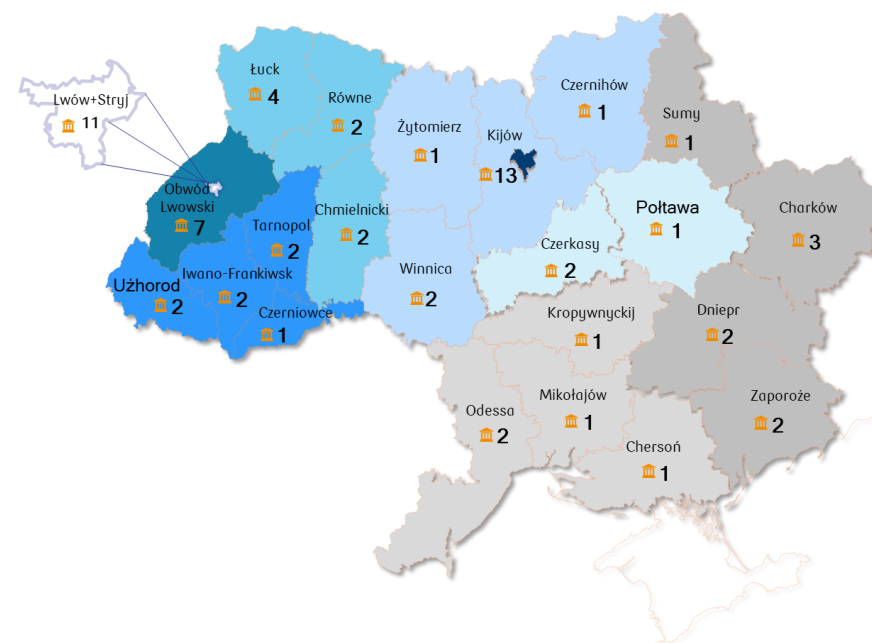 Łuck
4
Równe
2
Lwów+Stryj
11
Żytomierz
1
Kijów
13
Czernihów
1
Sumy
1
Obwód
Lwowski
7
Tarnopol
2
Chmielnicki
2
Połtawa
1
Charków
3
Czerkasy
2
Winnica
2
Użhorod
2
Iwano-Frankiwsk
2
Czerniowce
1
Kropywnyckij
1
Dniepr
2
Odessa
2
Mikołajów
1
Zaporoże
2
Chersoń
1